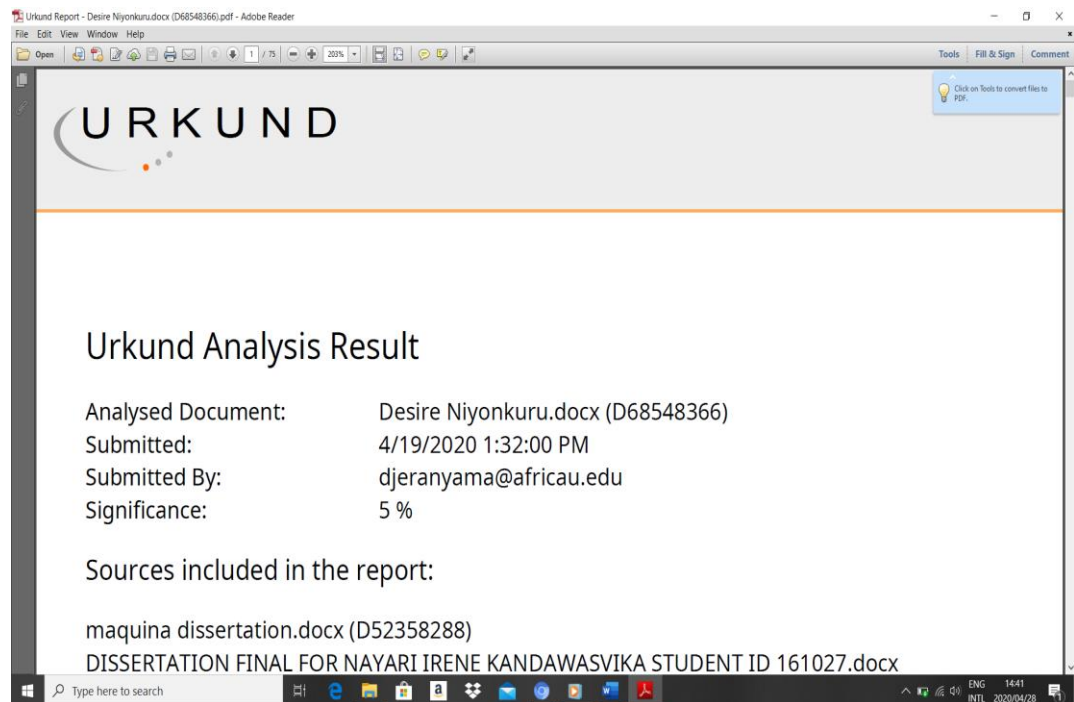 Urkund Report - Desire Niyonkuru.docx (D68548366).pdf - Adobe Reader
File Edit View Window Help
Open 1 / 75 203% Tools Fill & Sign Comment
Click on Tools to convert files to
PDF.
URKUND
Urkund Analysis Result
Analysed Document: Desire Niyonkuru.docx (D68548366)
Submitted: 4/19/2020 1:32:00 PM
Submitted By: djeranyama@africau.edu
Significance: 5 %
Sources included in the report:
maquina dissertation.docx (D52358288)
DISSERTATION FINAL FOR NAYARI IRENE KANDAWASVIKA STUDENT ID 161027.docx
Type here to search
ENG 14:41
INTL 2020/04/28